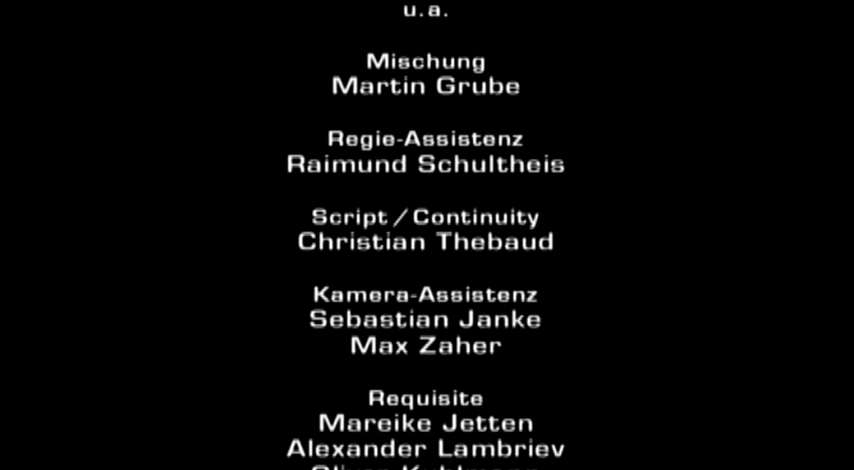 u.a.
Mischung
Martin Grube
Regie-Assistenz
Raimund Schultheis
Script / Continuity
Christian Thebaud
Kamera-Assistenz
Sebastian Janke
Max Zaher
Requisite
Mareike Jetten
Alexander Lambriev